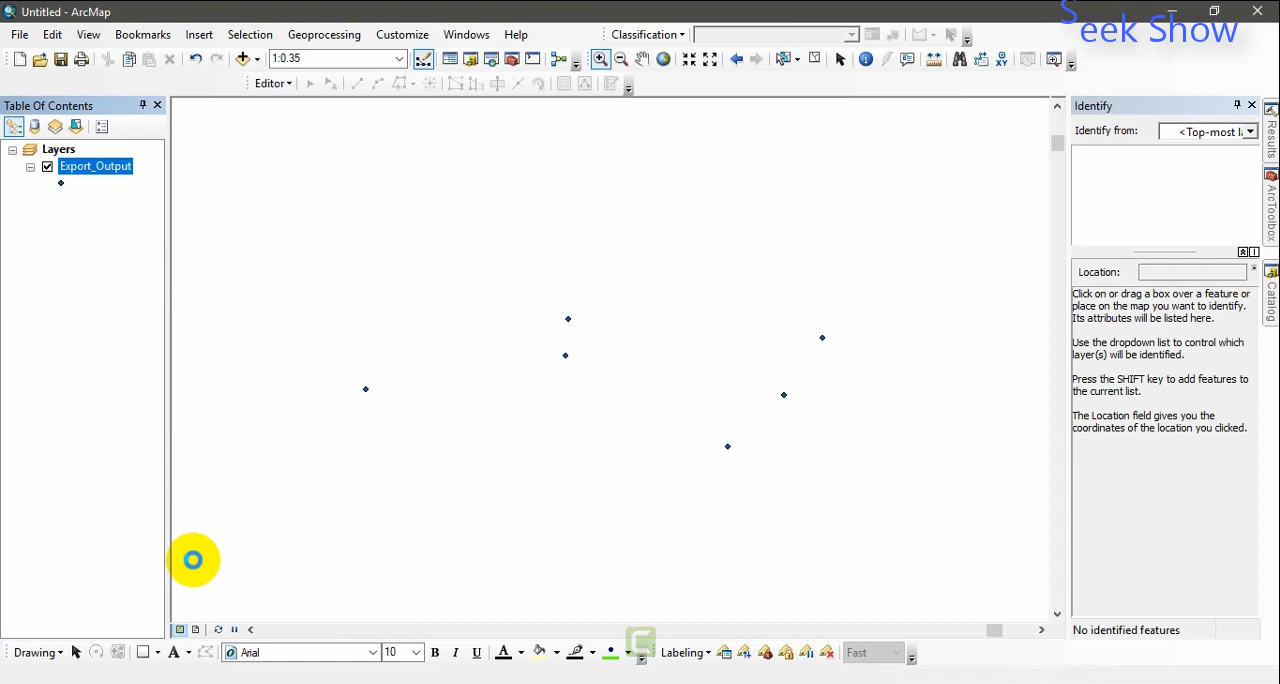 Untitled - ArcMap
Seek Show
File Edit View Bookmarks Insert Selection Geoprocessing Custo Windows Help
Classification
1:0.35
Editor
Table Of Contents
Layers
Export_Output
Identify
Identify from: <Top-most la
Location:
Click on or drag a box over a feature or
place on the map you want to identify.
Its attributes will be listed here.
Use the dropdown list to control which
layer(s) will be identified.
Press the SHIFT key to add features to
the current list.
The Location field gives you the
coordinates of the location you clicked.
No identified features
Results
ArcToolbox
Catalog
Drawing A Arial 10 B I U A Labeling Fast